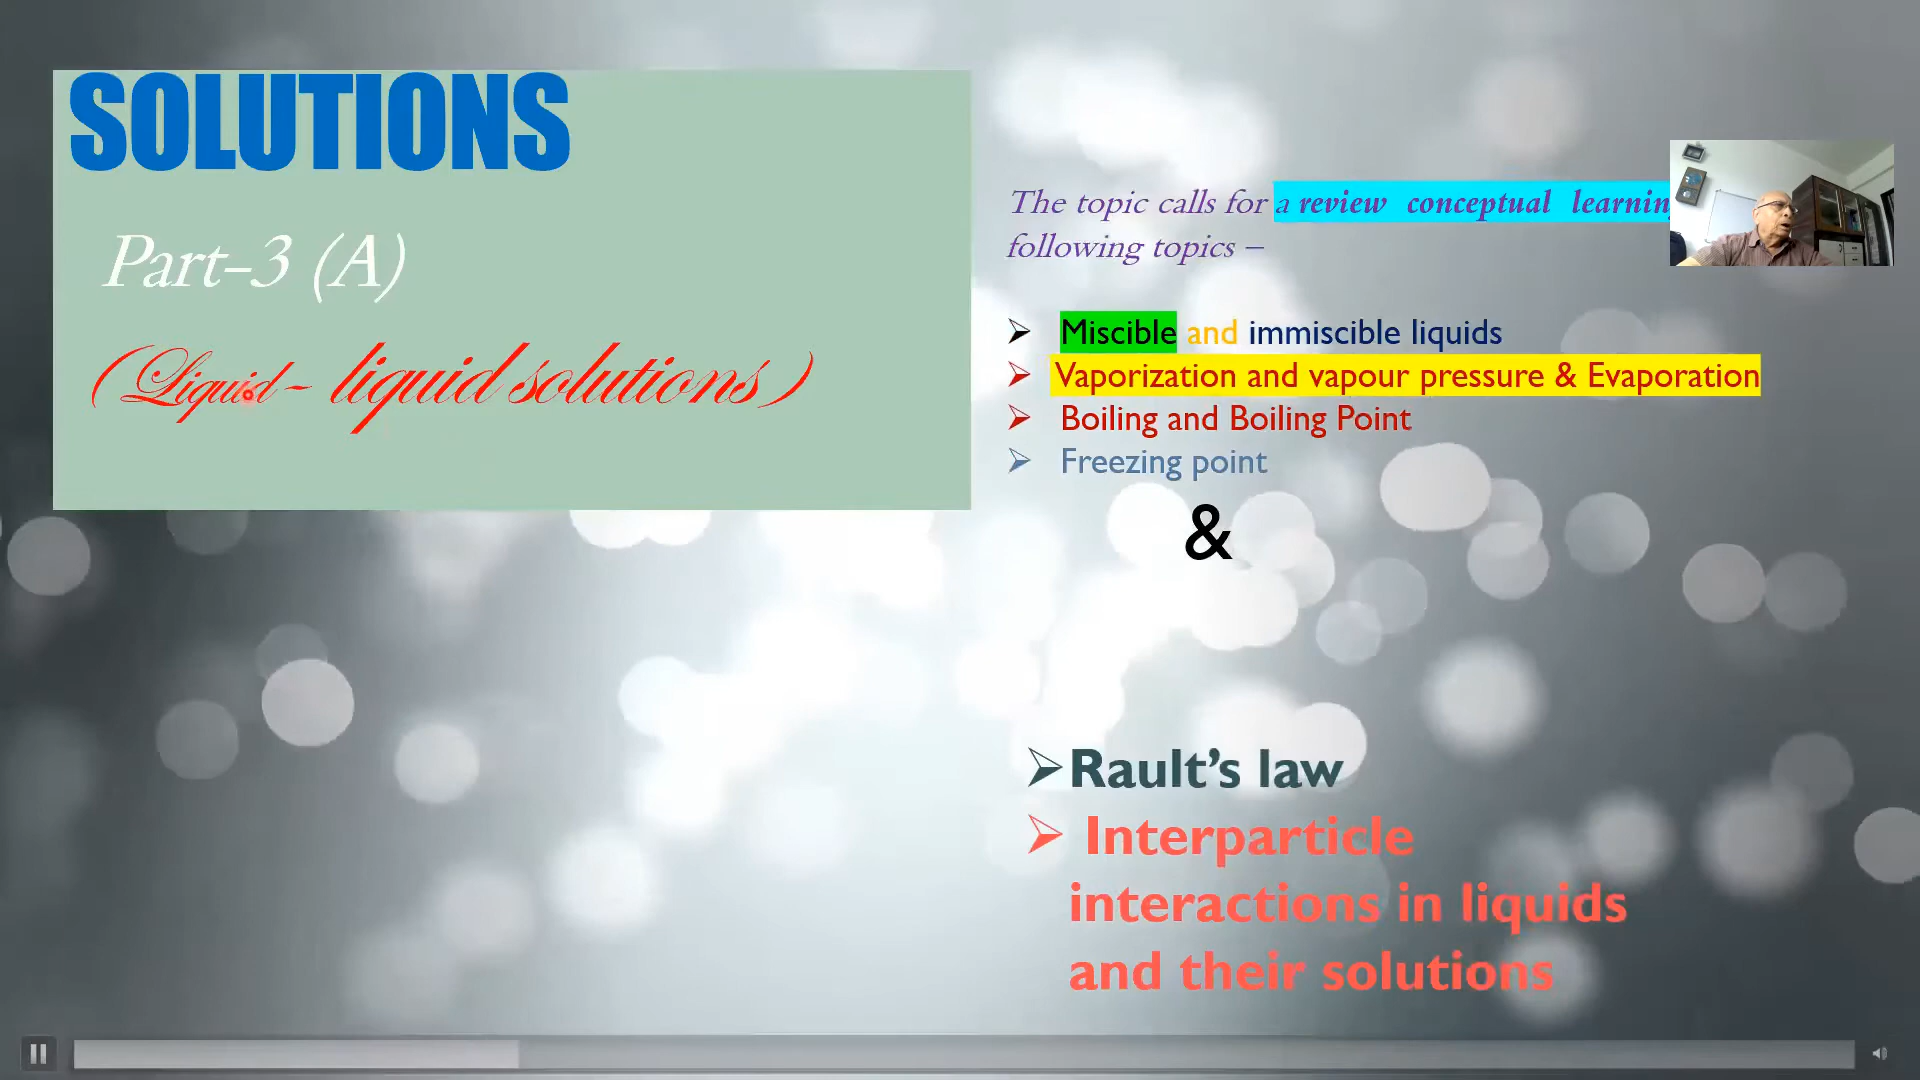 SOLUTIONS
Part-3 (A)
(Liquid- liquid solutions)
The topic calls for a review conceptual learnin
following topics –
➢ Miscible and immiscible liquids
➢ Vaporization and vapour pressure & Evaporation
➢ Boiling and Boiling Point
➢ Freezing point
&
➢Rault’s law
➢ Interparticle
interactions in liquids
and their solutions